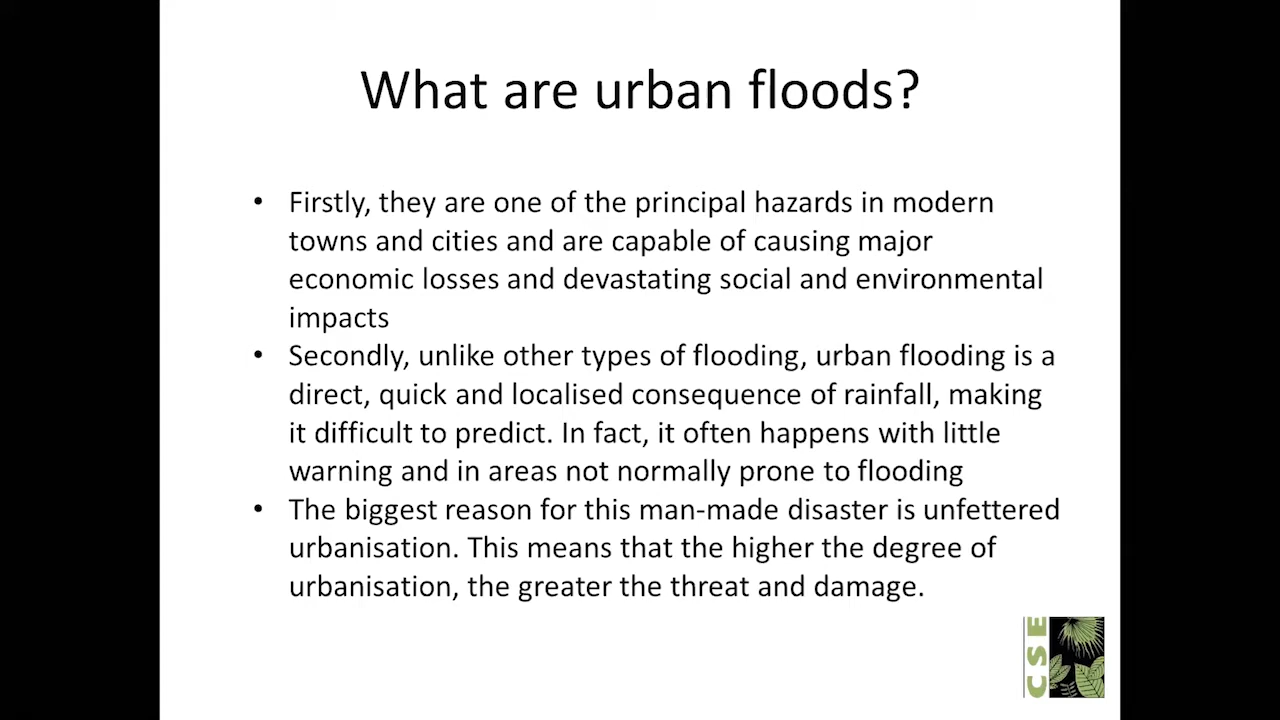 What are urban floods?
• Firstly, they are one of the principal hazards in modern
towns and cities and are capable of causing major
economic losses and devastating social and environmental
impacts
• Secondly, unlike other types of flooding, urban flooding is a
direct, quick and localised consequence of rainfall, making
it difficult to predict. In fact, it often happens with little
warning and in areas not normally prone to flooding
• The biggest reason for this man-made disaster is unfettered
urbanisation. This means that the higher the degree of
urbanisation, the greater the threat and damage.
CSE